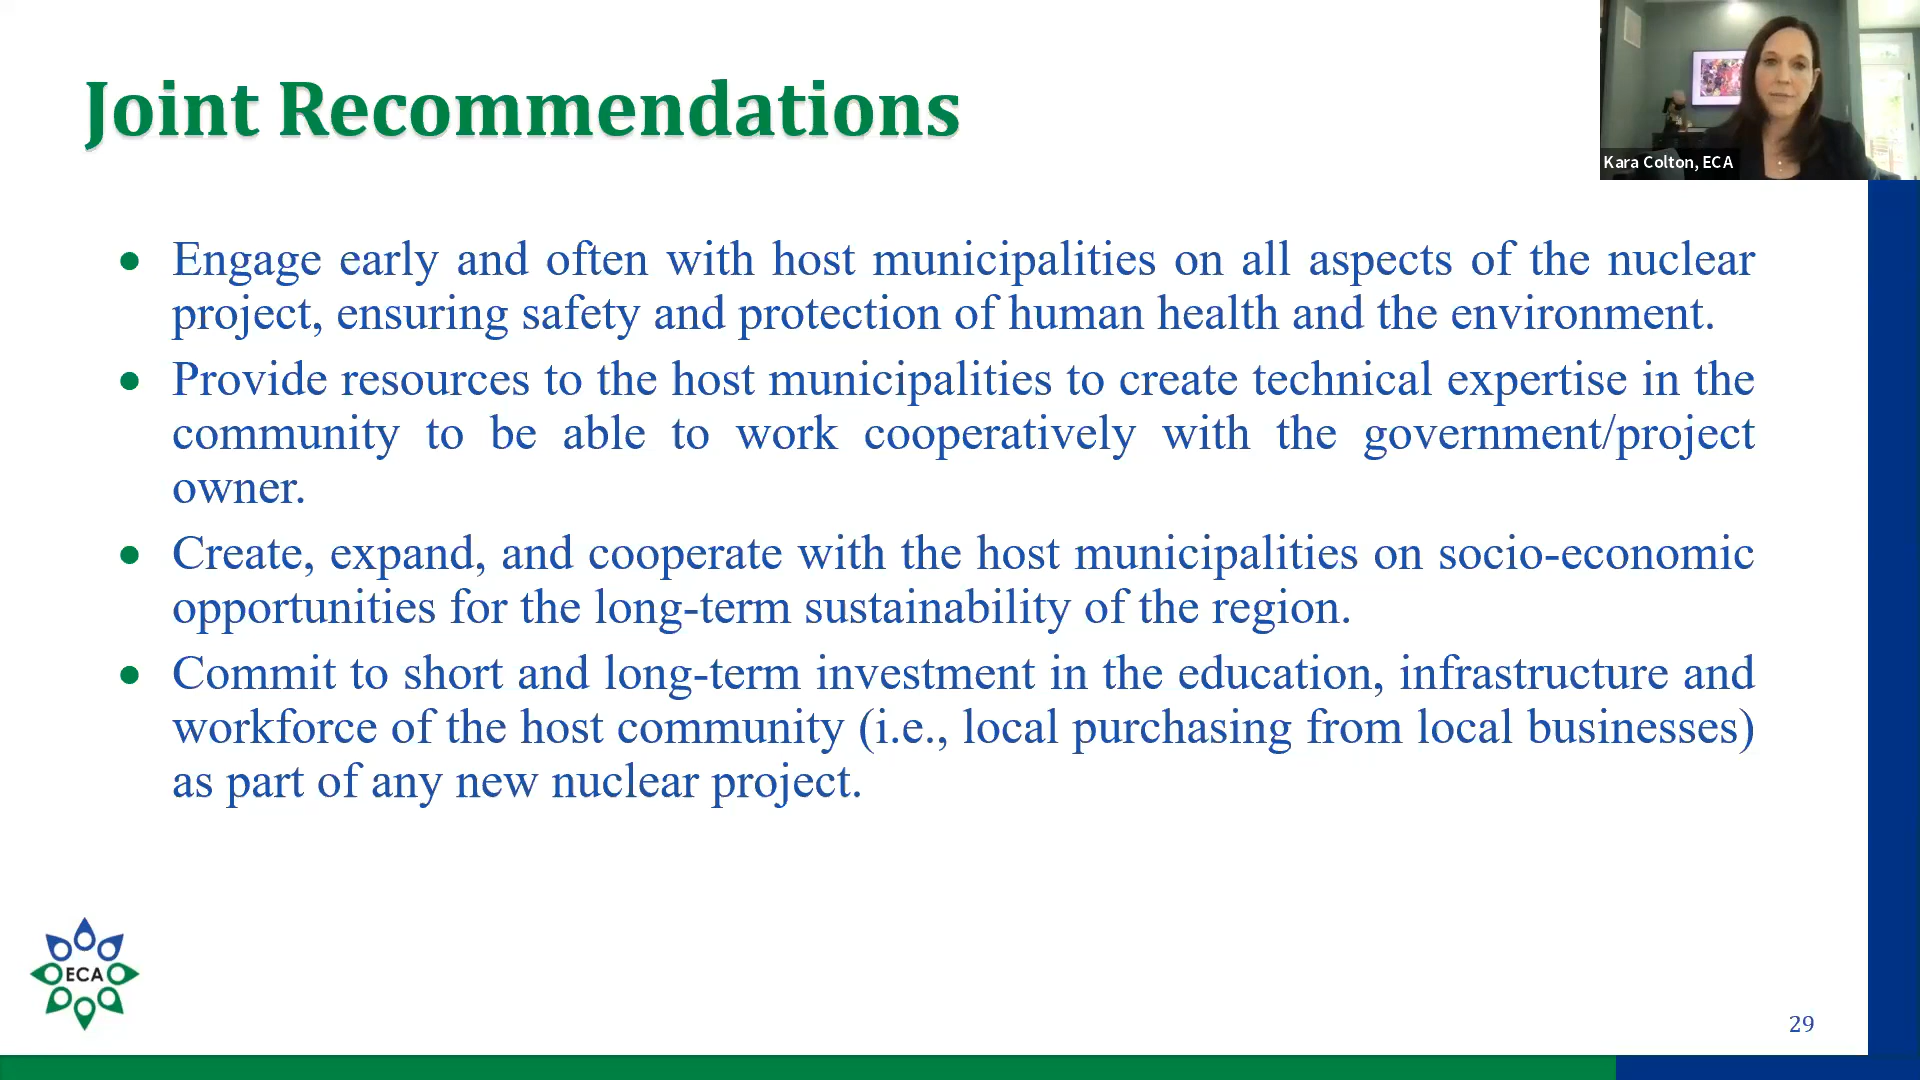 Joint Recommendations
Kara Colton, ECA
• Engage early and often with host municipalities on all aspects of the nuclear
project, ensuring safety and protection of human health and the environment.
• Provide resources to the host municipalities to create technical expertise in the
community to be able to work cooperatively with the government/project
owner.
• Create, expand, and cooperate with the host municipalities on socio-economic
opportunities for the long-term sustainability of the region.
• Commit to short and long-term investment in the education, infrastructure and
workforce of the host community (i.e., local purchasing from local businesses)
as part of any new nuclear project.
ECA
29